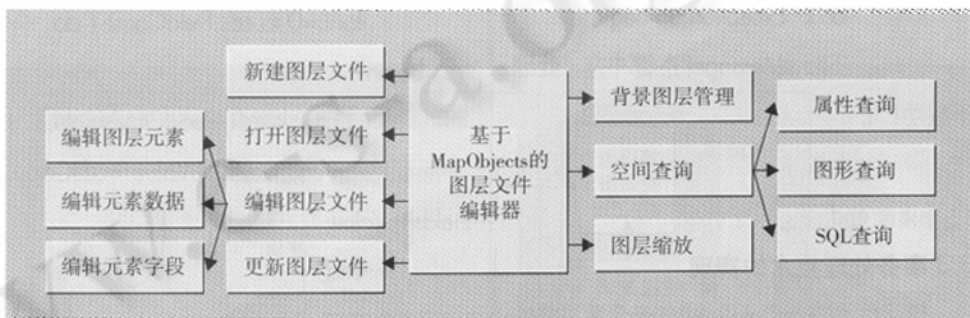 新建图层文件
打开图层文件
编辑图层文件
更新图层文件
编辑图层元素
编辑元素数据
编辑元素字段
基于
MapObjects的
图层文件
编辑器
背景图层管理
空间查询
图层缩放
属性查询
图形查询
SQL查询